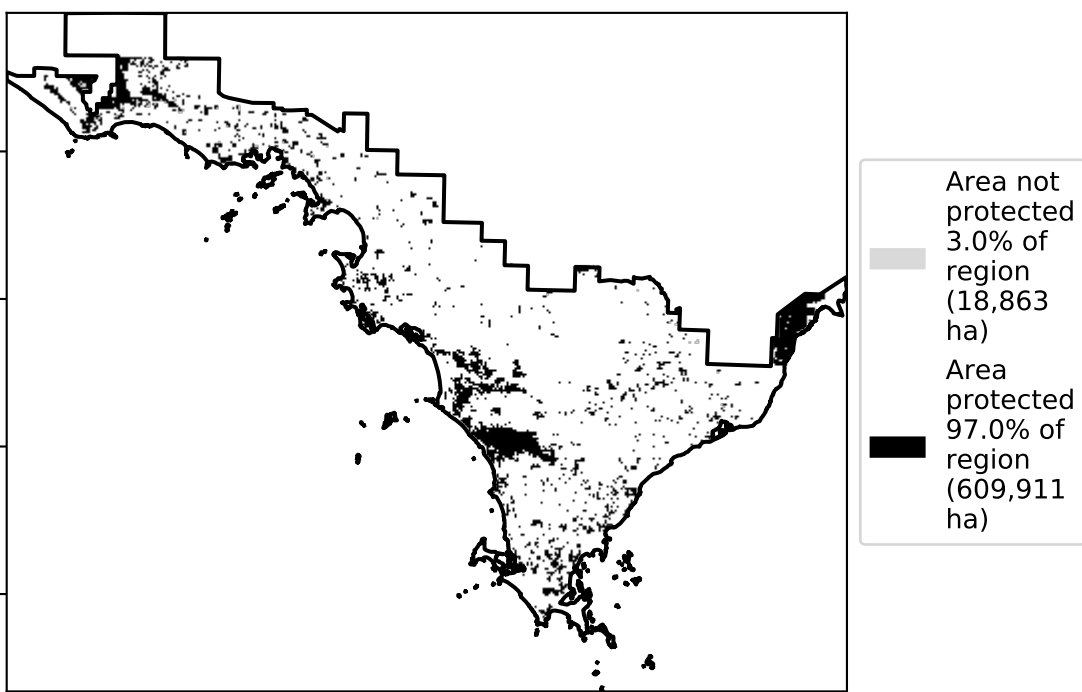 Area not
protected
3.0% of
region
(18,863
ha)
Area
protected
97.0% of
region
(609,911
ha)